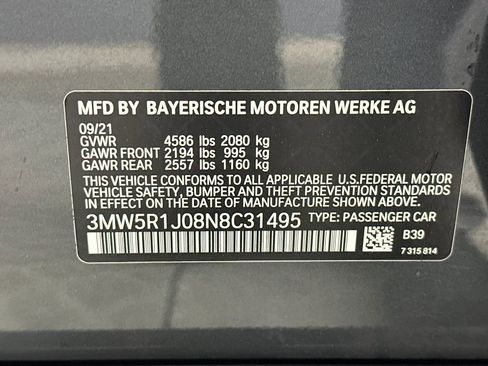 MFD BY BAYERISCHE MOTOREN WERKE AG
09/21
GVWR 4586 lbs 2080 kg
GAWR FRONT 2194 lbs 995 kg
GAWR REAR 2557 lbs 1160 kg
THIS VEHICLE CONFORMS TO ALL APPLICABLE U.S.FEDERAL MOTOR
VEHICLE SAFETY, BUMPER AND THEFT PREVENTION STANDARDS
IN EFFECT ON THE DATE OF MANUFACTURE SHOWN ABOVE.
3MW5R1J08N8C31495 TYPE: PASSENGER CAR
B39
7 315 814